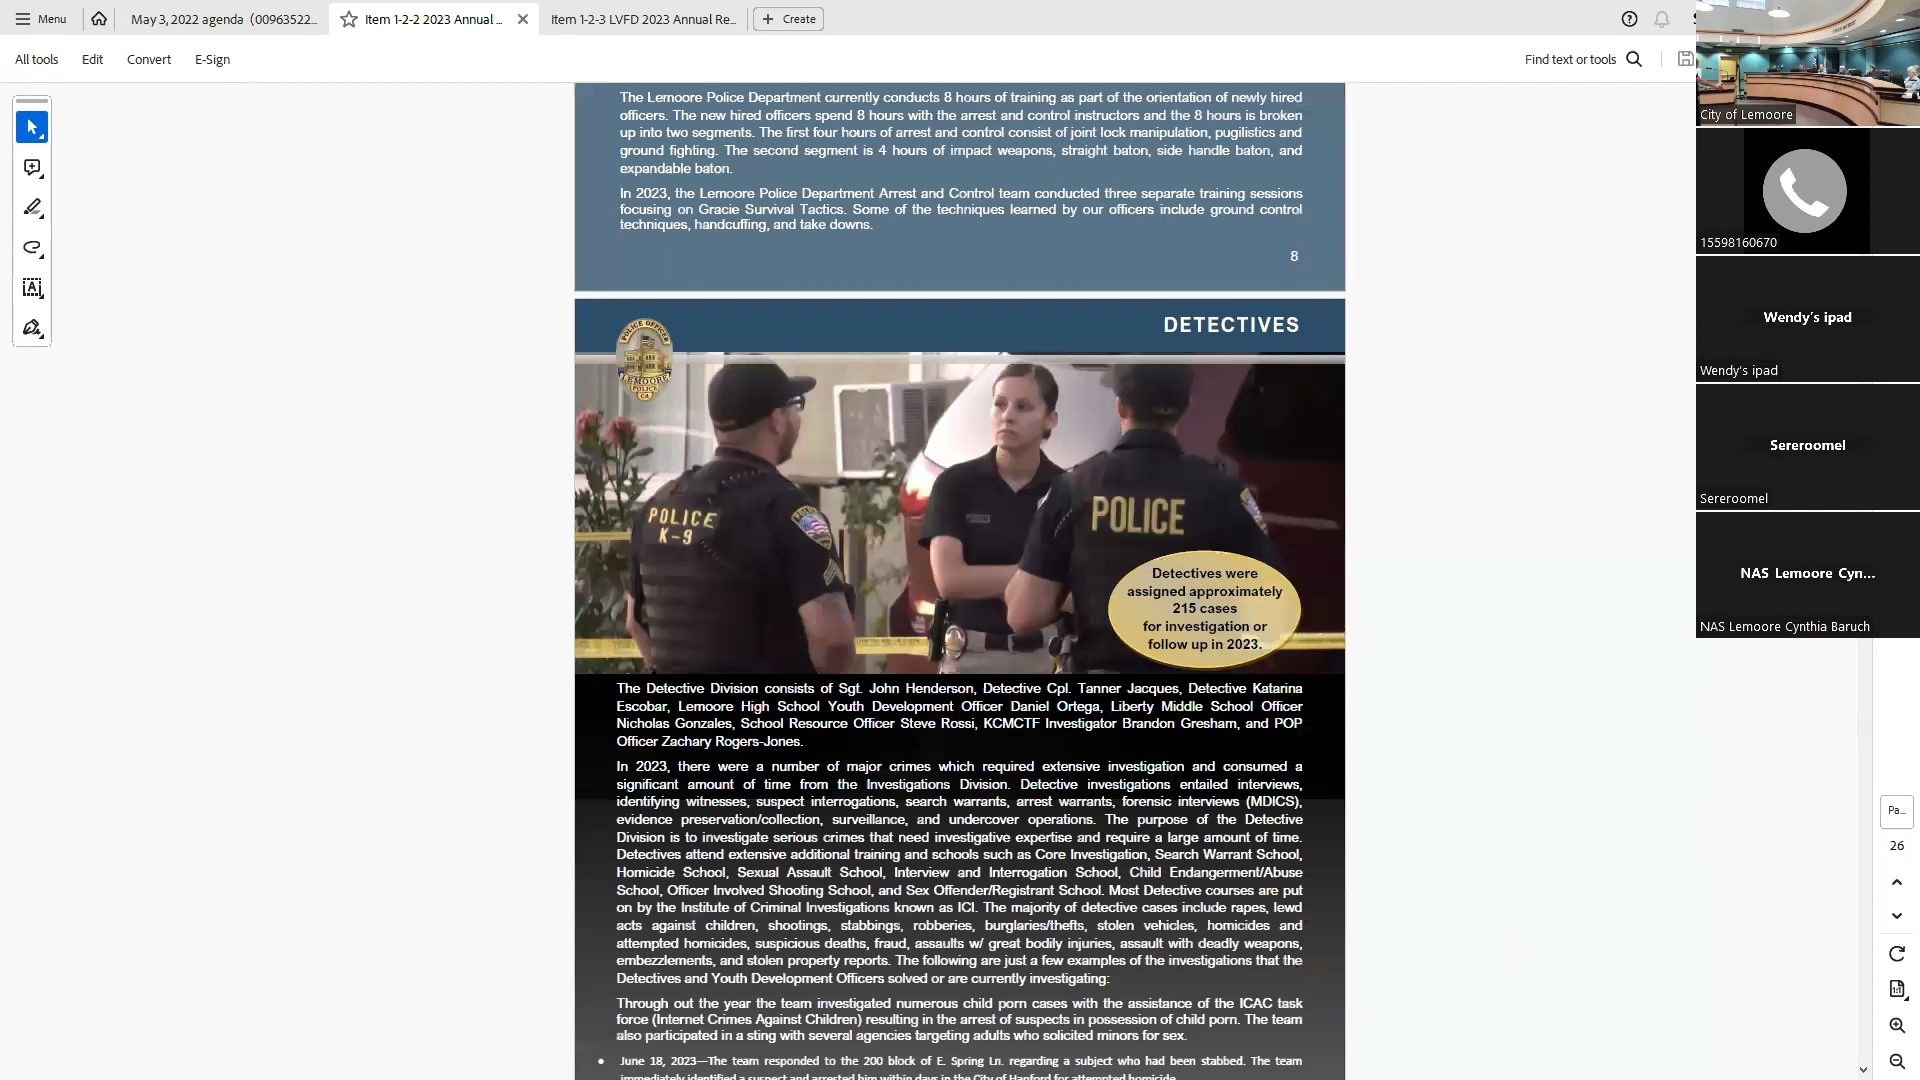 Menu
May 3, 2022 agenda (00963522...
Item 1-2-2 2023 Annual ...
Item 1-2-3 LVFD 2023 Annual Re...
Create
All tools
Edit
Convert
E-Sign
Find text or tools
The Lemoore Police Department currently conducts 8 hours of training as part of the orientation of newly hired
officers. The new hired officers spend 8 hours with the arrest and control instructors and the 8 hours is broken
up into two segments. The first four hours of arrest and control consist of joint lock manipulation, pugilistics and
ground fighting. The second segment is 4 hours of impact weapons, straight baton, side handle baton, and
expandable baton.
In 2023, the Lemoore Police Department Arrest and Control team conducted three separate training sessions
focusing on Gracie Survival Tactics. Some of the techniques learned by our officers include ground control
techniques, handcuffing, and take downs.
8
DETECTIVES
POLICE OFFICER
LEMOORE
POLICE
CA
POLICE
K-9
POLICE
Detectives were
assigned approximately
215 cases
for investigation or
follow up in 2023.
The Detective Division consists of Sgt. John Henderson, Detective Cpl. Tanner Jacques, Detective Katarina
Escobar, Lemoore High School Youth Development Officer Daniel Ortega, Liberty Middle School Officer
Nicholas Gonzales, School Resource Officer Steve Rossi, KCMCTF Investigator Brandon Gresham, and POP
Officer Zachary Rogers-Jones.
In 2023, there were a number of major crimes which required extensive investigation and consumed a
significant amount of time from the Investigations Division. Detective investigations entailed interviews,
identifying witnesses, suspect interrogations, search warrants, arrest warrants, forensic interviews (MDICS),
evidence preservation/collection, surveillance, and undercover operations. The purpose of the Detective
Division is to investigate serious crimes that need investigative expertise and require a large amount of time.
Detectives attend extensive additional training and schools such as Core Investigation, Search Warrant School,
Homicide School, Sexual Assault School, Interview and Interrogation School, Child Endangerment/Abuse
School, Officer Involved Shooting School, and Sex Offender/Registrant School. Most Detective courses are put
on by the Institute of Criminal Investigations known as ICI. The majority of detective cases include rapes, lewd
acts against children, shootings, stabbings, robberies, burglaries/thefts, stolen vehicles, homicides and
attempted homicides, suspicious deaths, fraud, assaults w/ great bodily injuries, assault with deadly weapons,
embezzlements, and stolen property reports. The following are just a few examples of the investigations that the
Detectives and Youth Development Officers solved or are currently investigating:
Through out the year the team investigated numerous child porn cases with the assistance of the ICAC task
force (Internet Crimes Against Children) resulting in the arrest of suspects in possession of child porn. The team
also participated in a sting with several agencies targeting adults who solicited minors for sex.
• June 18, 2023—The team responded to the 200 block of E. Spring Ln. regarding a subject who had been stabbed. The team
immediately identified a suspect and arrested him within days in the City of Hanford for attempted homicide.
City of Lemoore
15598160670
Wendy's ipad
Wendy's ipad
Sereroomel
Sereroomel
NAS Lemoore Cyn...
NAS Lemoore Cynthia Baruch
Pa...
26